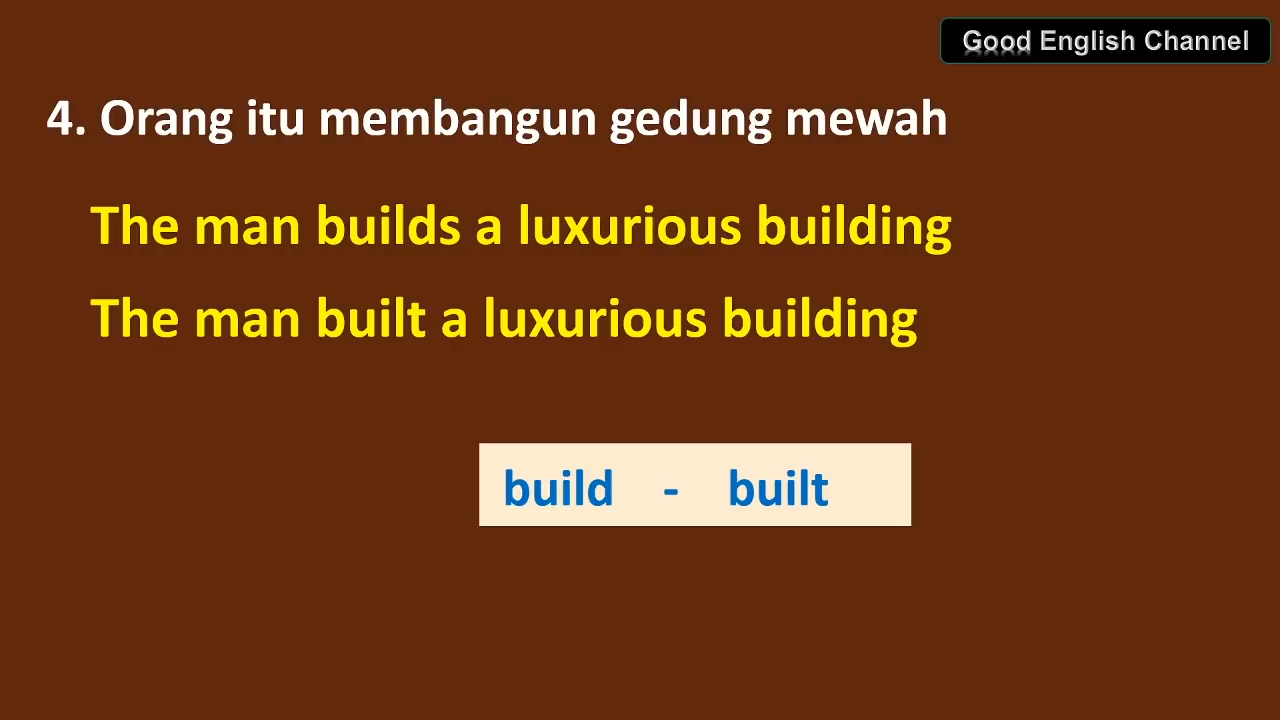 Good English Channel
4. Orang itu membangun gedung mewah
The man builds a luxurious building
The man built a luxurious building
build - built